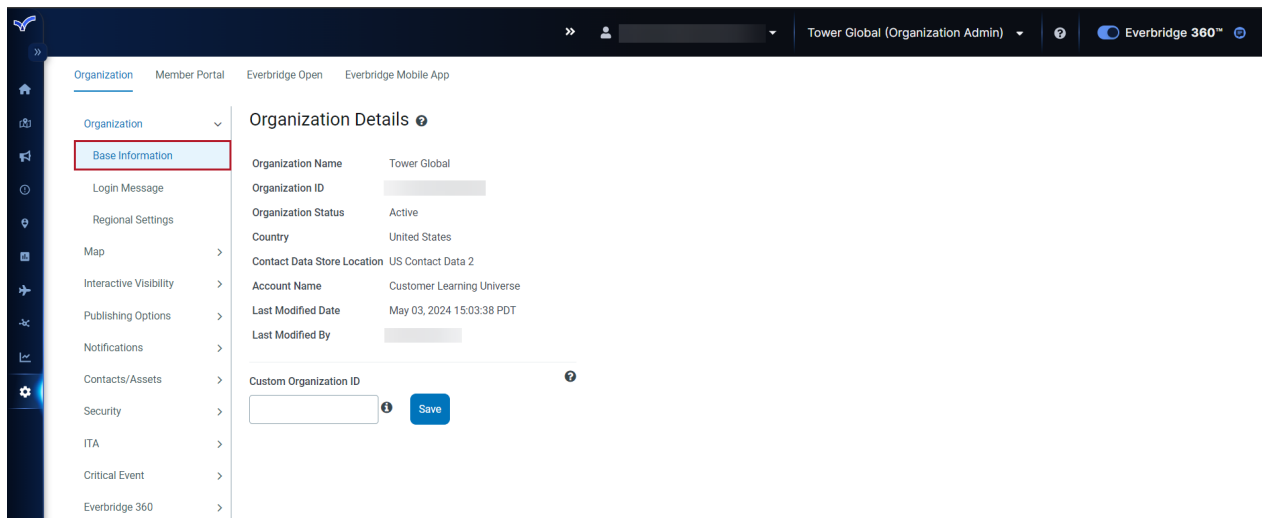 Tower Global (Organization Admin)
Everbridge 360™
Organization Member Portal Everbridge Open Everbridge Mobile App
Organization
Base Information
Login Message
Regional Settings
Map
Interactive Visibility
Publishing Options
Notifications
Contacts/Assets
Security
ITA
Critical Event
Everbridge 360
Organization Details
Organization Name Tower Global
Organization ID
Organization Status Active
Country United States
Contact Data Store Location US Contact Data 2
Account Name Customer Learning Universe
Last Modified Date May 03, 2024 15:03:38 PDT
Last Modified By
Custom Organization ID
Save